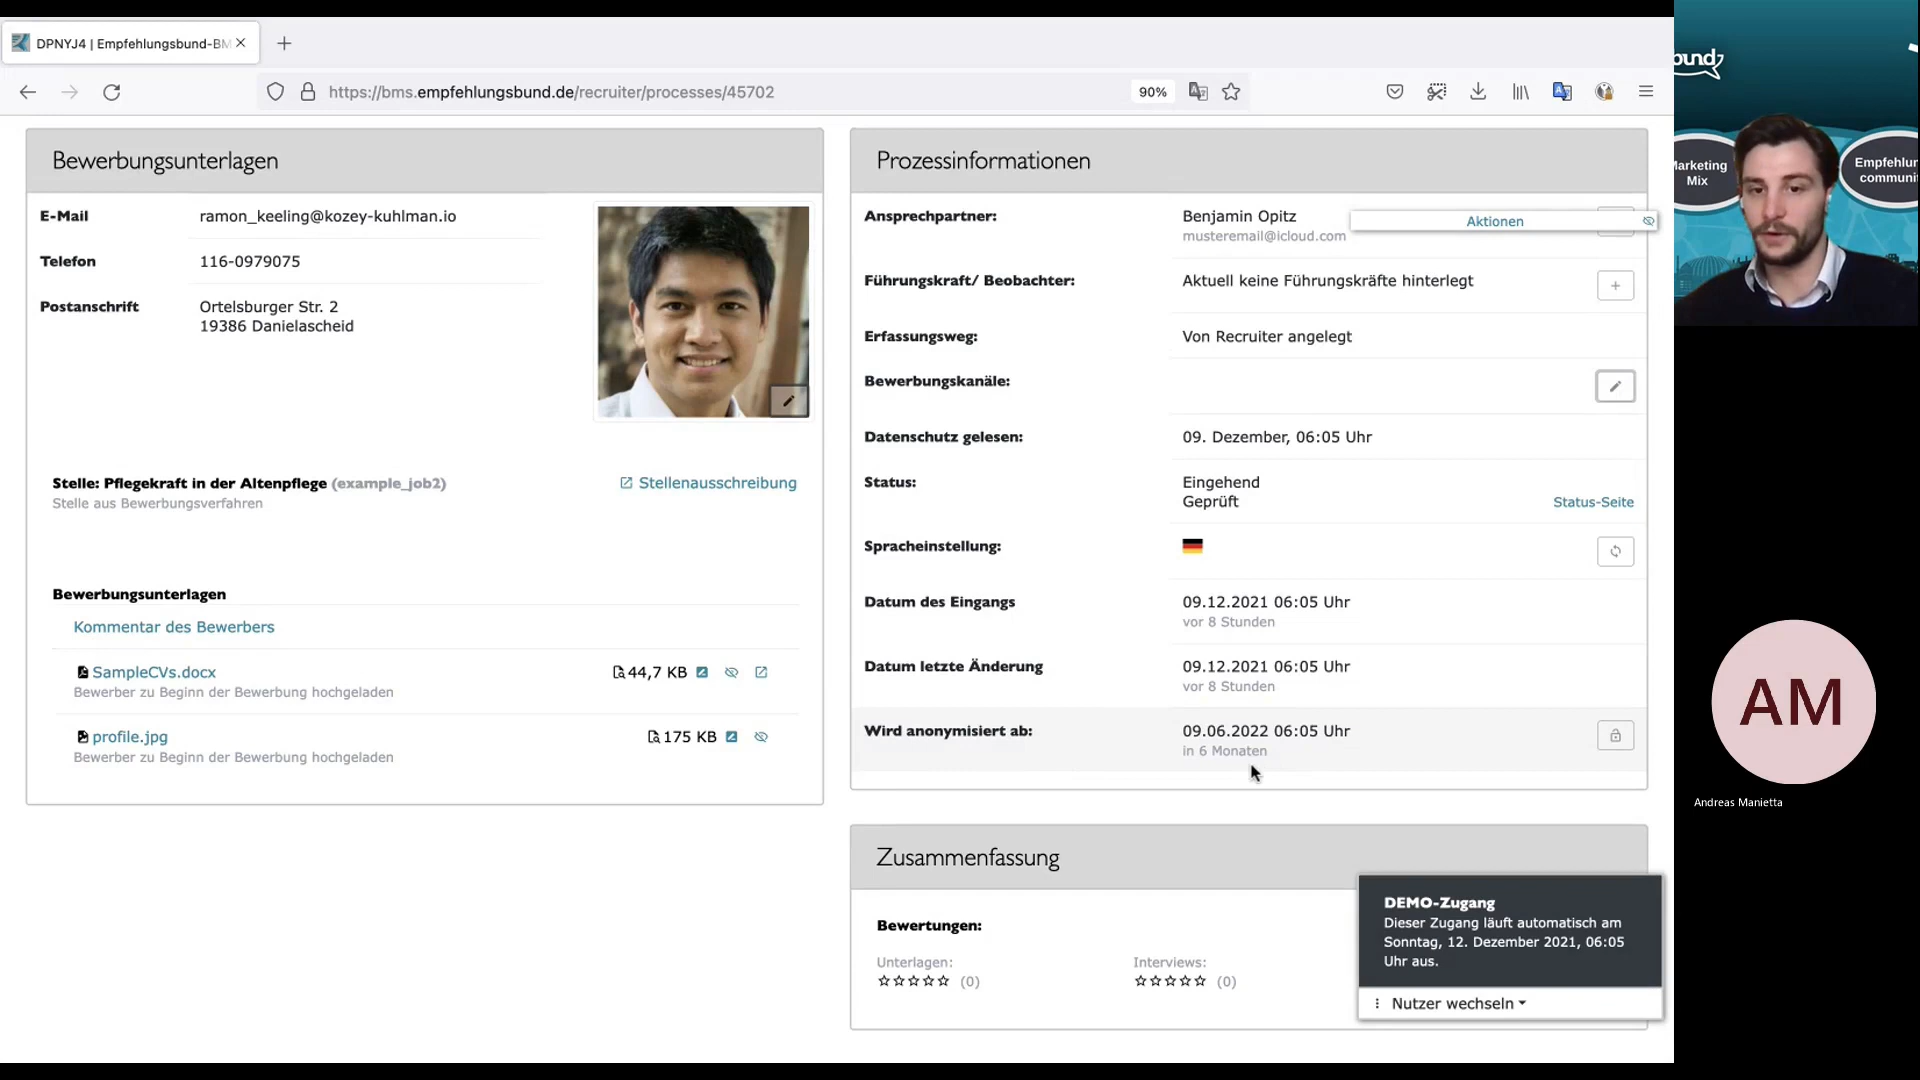 DPNYJ4 | Empfehlungsbund-BM
https://bms.empfehlungsbund.de/recruiter/processes/45702
90%
Bewerbungsunterlagen
E-Mail
ramon_keeling@kozey-kuhlman.io
Telefon
116-0979075
Postanschrift
Ortelsburger Str. 2
19386 Danielascheid
Stelle: Pflegekraft in der Altenpflege (example_job2)
Stellenausschreibung
Stelle aus Bewerbungsverfahren
Bewerbungsunterlagen
Kommentar des Bewerbers
SampleCVs.docx
44,7 KB
Bewerber zu Beginn der Bewerbung hochgeladen
profile.jpg
175 KB
Bewerber zu Beginn der Bewerbung hochgeladen
Prozessinformationen
Ansprechpartner:
Benjamin Opitz
musteremail@icloud.com
Aktionen
Führungskraft/ Beobachter:
Aktuell keine Führungskräfte hinterlegt
Erfassungsweg:
Von Recruiter angelegt
Bewerbungskanäle:
Datenschutz gelesen:
09. Dezember, 06:05 Uhr
Status:
Eingehend
Geprüft
Status-Seite
Spracheinstellung:
Datum des Eingangs
09.12.2021 06:05 Uhr
vor 8 Stunden
Datum letzte Änderung
09.12.2021 06:05 Uhr
vor 8 Stunden
Wird anonymisiert ab:
09.06.2022 06:05 Uhr
in 6 Monaten
Zusammenfassung
Bewertungen:
Unterlagen:
(0)
Interviews:
(0)
DEMO-Zugang
Dieser Zugang läuft automatisch am
Sonntag, 12. Dezember 2021, 06:05
Uhr aus.
Nutzer wechseln
bund
Marketing
Mix
Empfehlun
communi
AM
Andreas Manietta